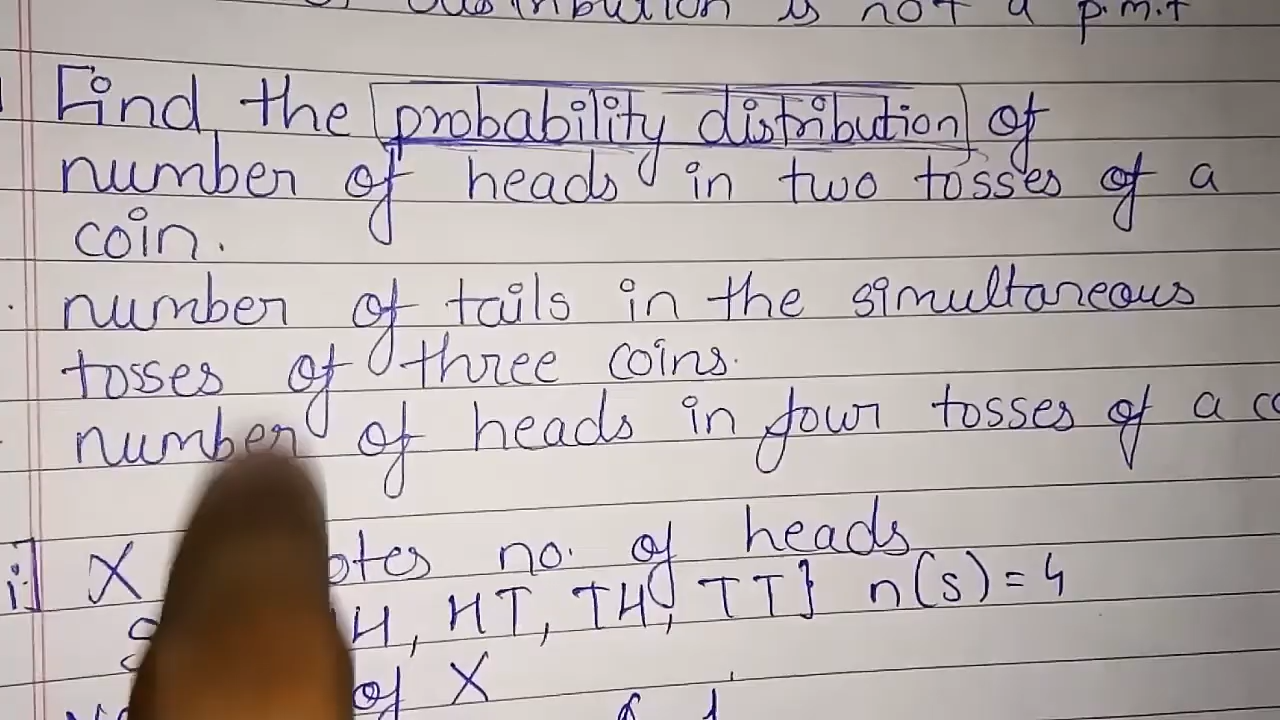 is not a p.m.f
Find the probability distribution of
number of heads in two tosses of a
coin.
number of tails in the simultaneous
tosses of three coins.
number of heads in four tosses of a
i] X no. of heads
HT, TH, TT} n(s) = 4
of X